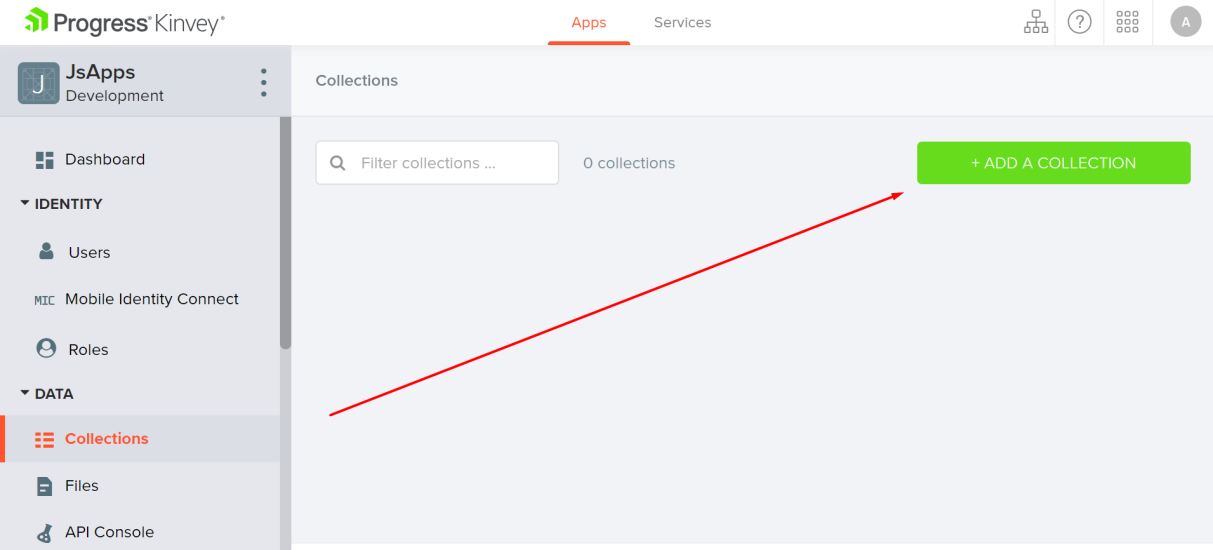 Progress Kinvey
Apps
Services
?
A
J
JsApps
Development
Collections
Filter collections ...
0 collections
+ ADD A COLLECTION
Dashboard
IDENTITY
Users
MIC Mobile Identity Connect
Roles
DATA
Collections
Files
API Console